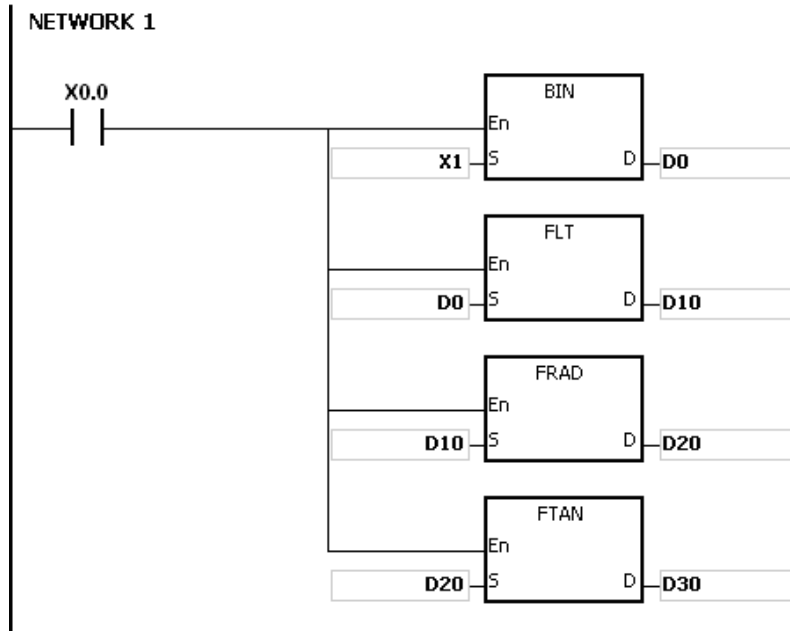 NETWORK 1
X0.0
BIN
En
X1 S D D0
FLT
En
D0 S D D10
FRAD
En
D10 S D D20
FTAN
En
D20 S D D30